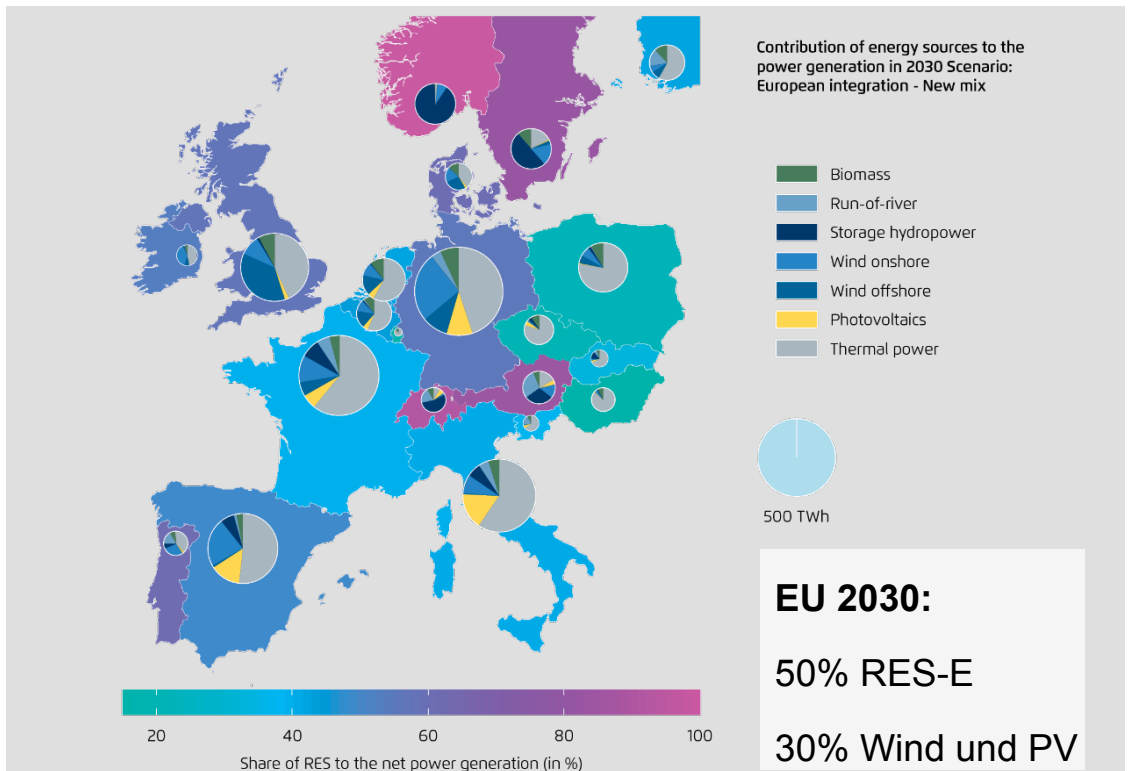 Contribution of energy sources to the
power generation in 2030 Scenario:
European integration - New mix
Biomass
Run-of-river
Storage hydropower
Wind onshore
Wind offshore
Photovoltaics
Thermal power
500 TWh
EU 2030:
50% RES-E
30% Wind und PV
20 40 60 80 100
Share of RES to the net power generation (in %)